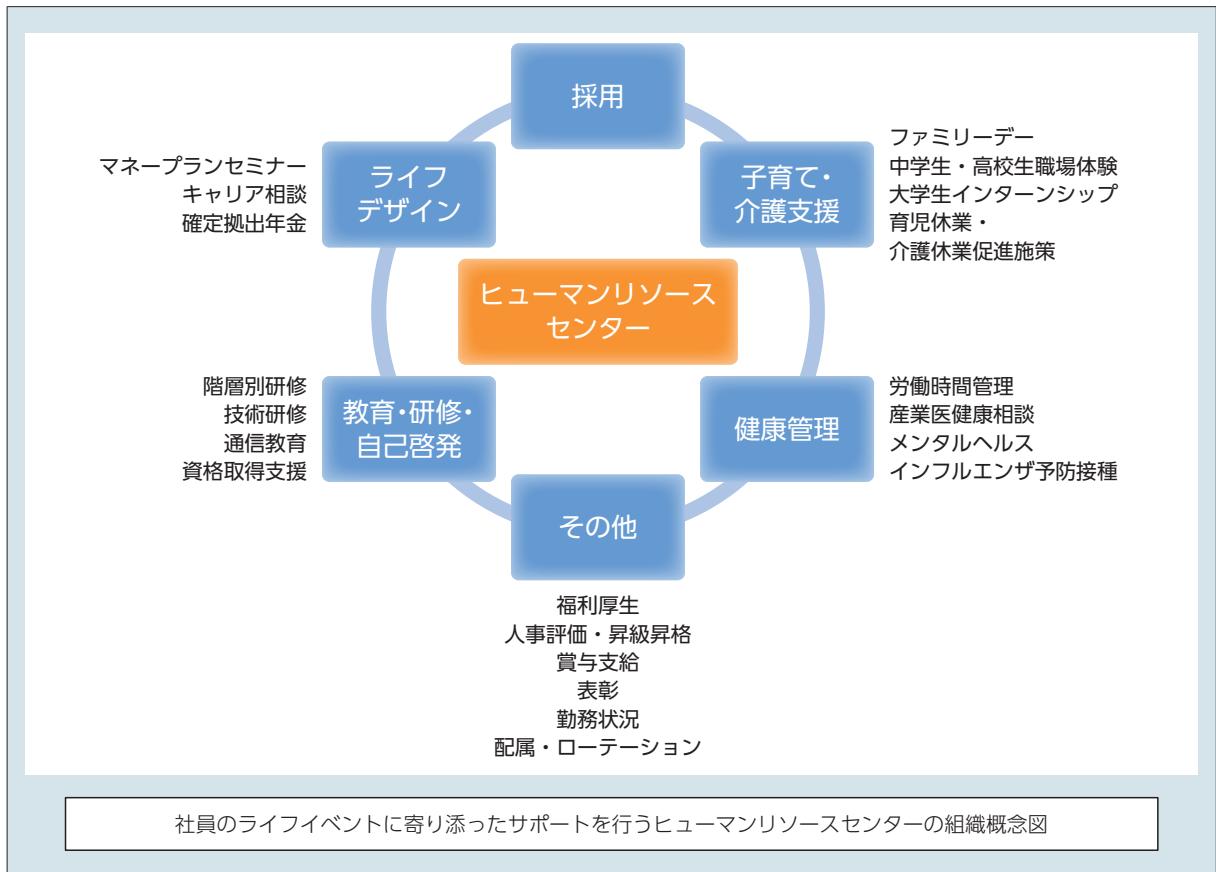 採用
ライフ
デザイン
マネープランセミナー
キャリア相談
確定拠出年金
子育て・
介護支援
ファミリーデー
中学生・高校生職場体験
大学生インターンシップ
育児休業・
介護休業促進施策
ヒューマンリソース
センター
階層別研修
技術研修
通信教育
資格取得支援
教育・研修・
自己啓発
健康管理
労働時間管理
産業医健康相談
メンタルヘルス
インフルエンザ予防接種
その他
福利厚生
人事評価・昇級昇格
賞与支給
表彰
勤務状況
配属・ローテーション
社員のライフイベントに寄り添ったサポートを行うヒューマンリソースセンターの組織概念図